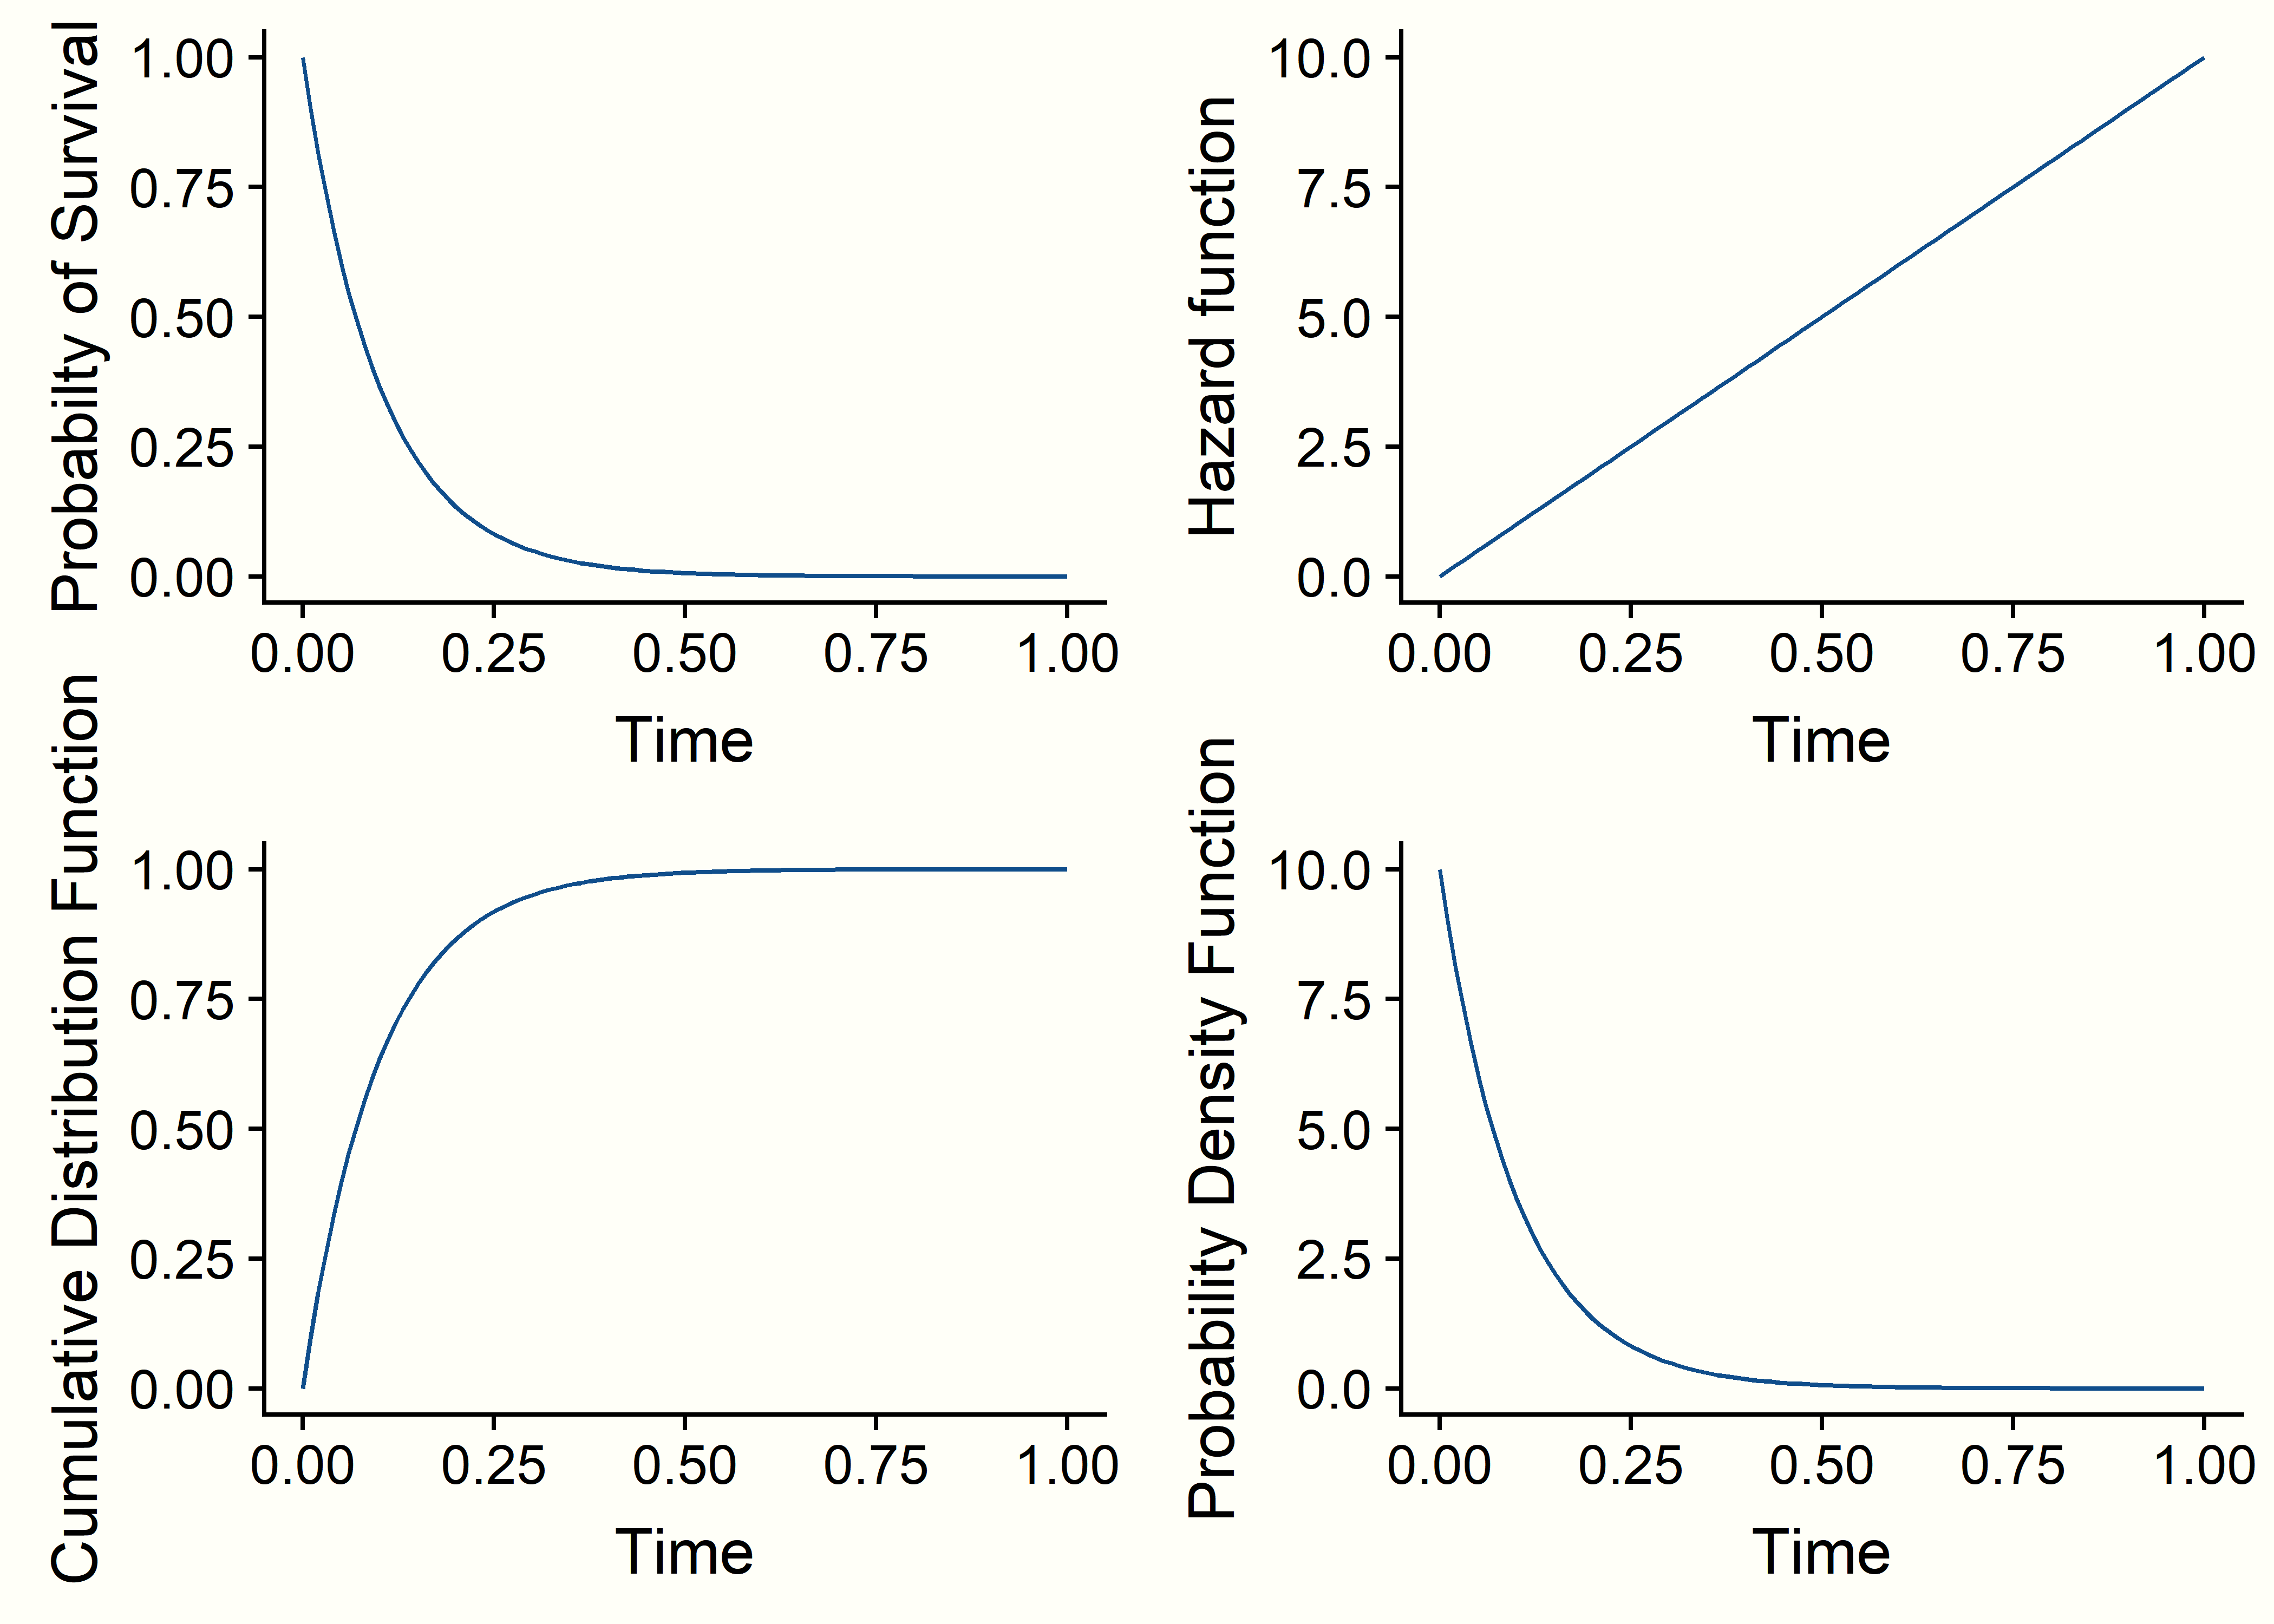 Probability of Survival
1.00
0.75
0.50
0.25
0.00
0.00 0.25 0.50 0.75 1.00
Time
Hazard function
10.0
7.5
5.0
2.5
0.0
0.00 0.25 0.50 0.75 1.00
Time
Cumulative Distribution Function
1.00
0.75
0.50
0.25
0.00
0.00 0.25 0.50 0.75 1.00
Time
Probability Density Function
10.0
7.5
5.0
2.5
0.0
0.00 0.25 0.50 0.75 1.00
Time